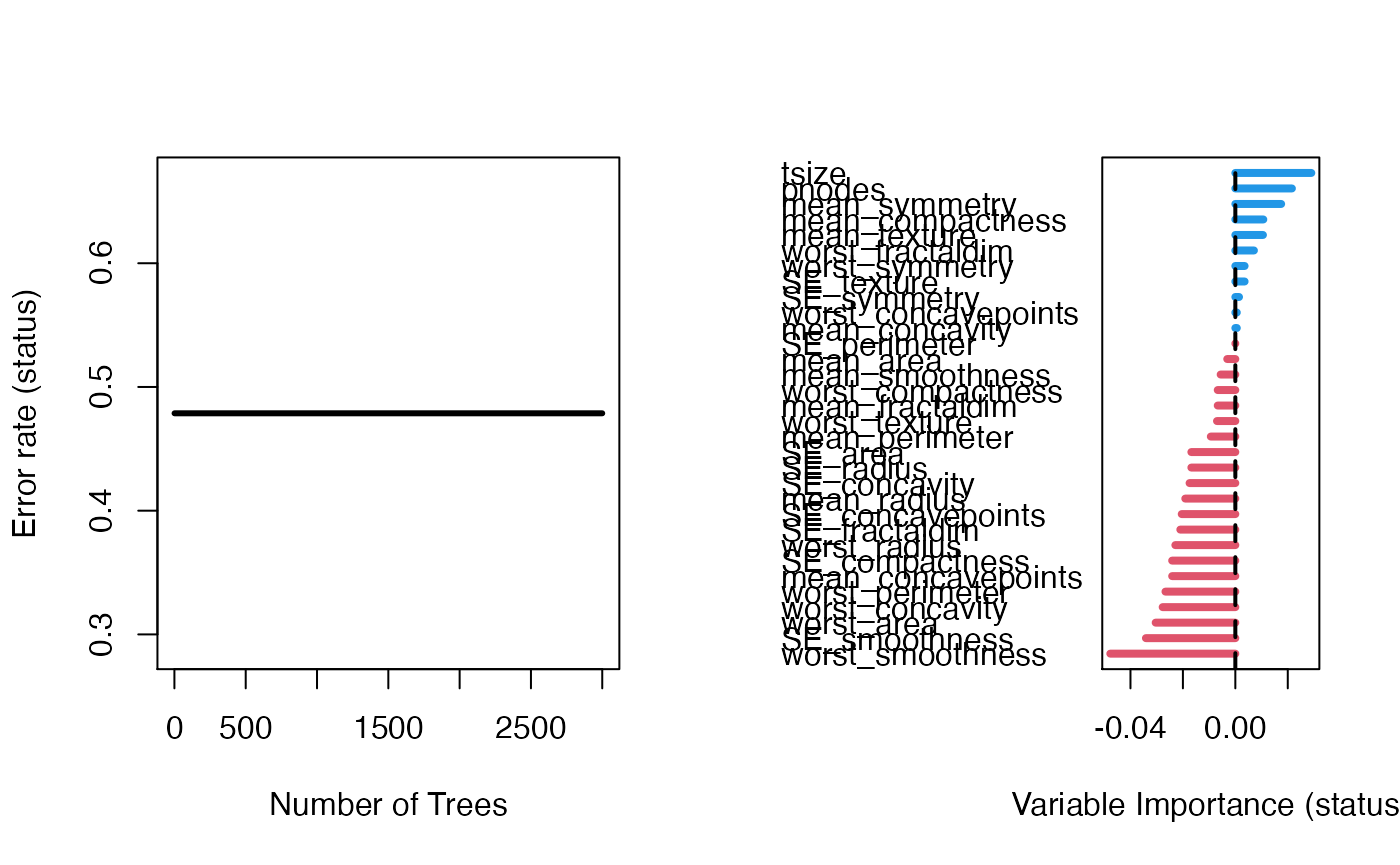 Error rate (status)
0.6
0.5
0.4
0.3
0
500
1500
2500
Number of Trees
tsize
pnodes
mean_symmetry
mean_compactness
mean_texture
worst_fractaldim
worst_symmetry
SE_texture
SE_symmetry
worst_concavepoints
mean_concavity
SE_perimeter
mean_area
mean_smoothness
worst_compactness
mean_fractaldim
worst_texture
mean_perimeter
SE_area
SE_radius
SE_concavity
mean_radius
SE_concavepoints
SE_fractaldim
worst_radius
SE_compactness
mean_concavepoints
worst_perimeter
worst_concavity
worst_area
SE_smoothness
worst_smoothness
-0.04
0.00
Variable Importance (status